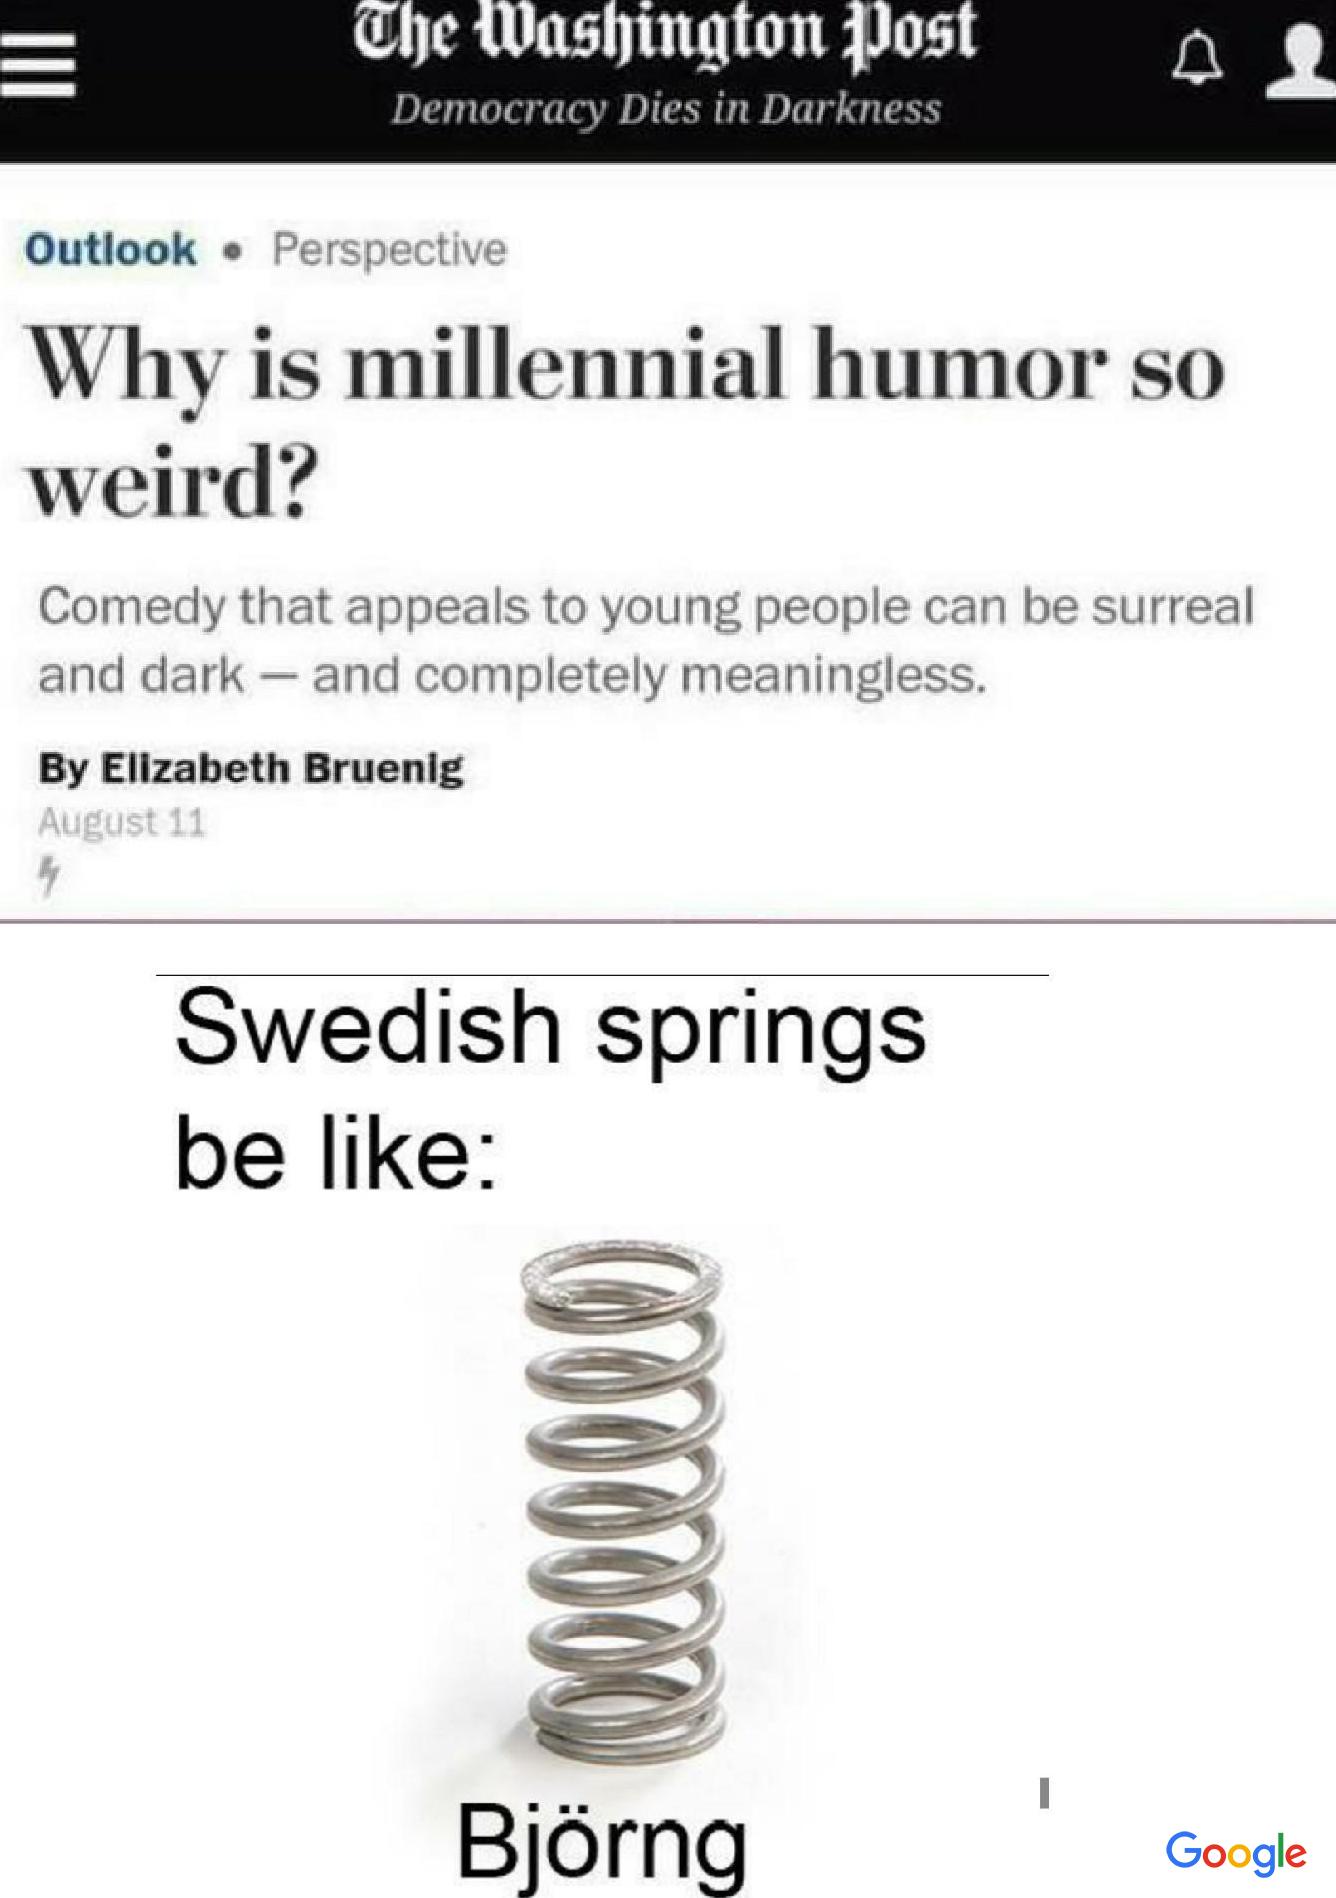 The Washington Post
Democracy Dies in Darkness
Outlook • Perspective
Why is millennial humor so
weird?
Comedy that appeals to young people can be surreal
and dark — and completely meaningless.
By Elizabeth Bruenig
August 11
Swedish springs
be like:
Björng
Google